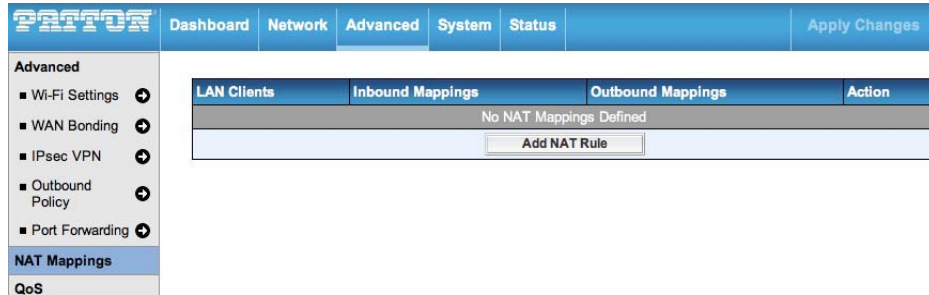 PATTON
Dashboard Network Advanced System Status Apply Changes
Advanced
Wi-Fi Settings
WAN Bonding
IPsec VPN
Outbound
Policy
Port Forwarding
NAT Mappings
QoS
LAN Clients Inbound Mappings Outbound Mappings Action
No NAT Mappings Defined
Add NAT Rule